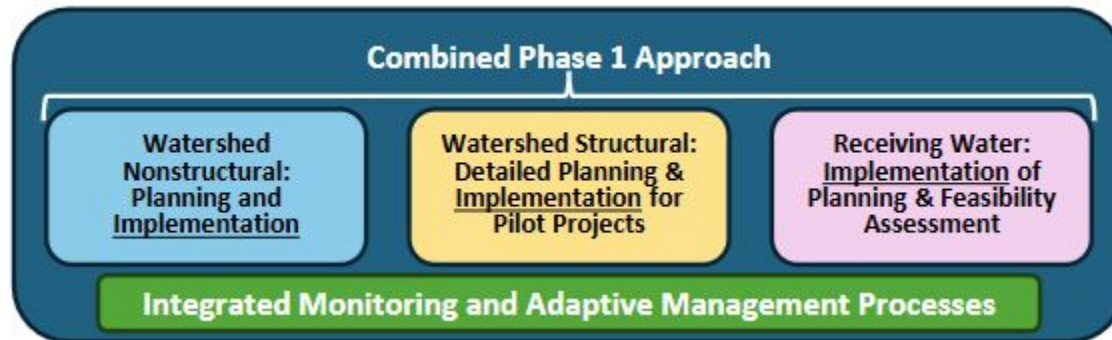 Combined Phase 1 Approach
Watershed
Nonstructural:
Planning and
Implementation
Watershed Structural:
Detailed Planning &
Implementation for
Pilot Projects
Receiving Water:
Implementation of
Planning & Feasibility
Assessment
Integrated Monitoring and Adaptive Management Processes